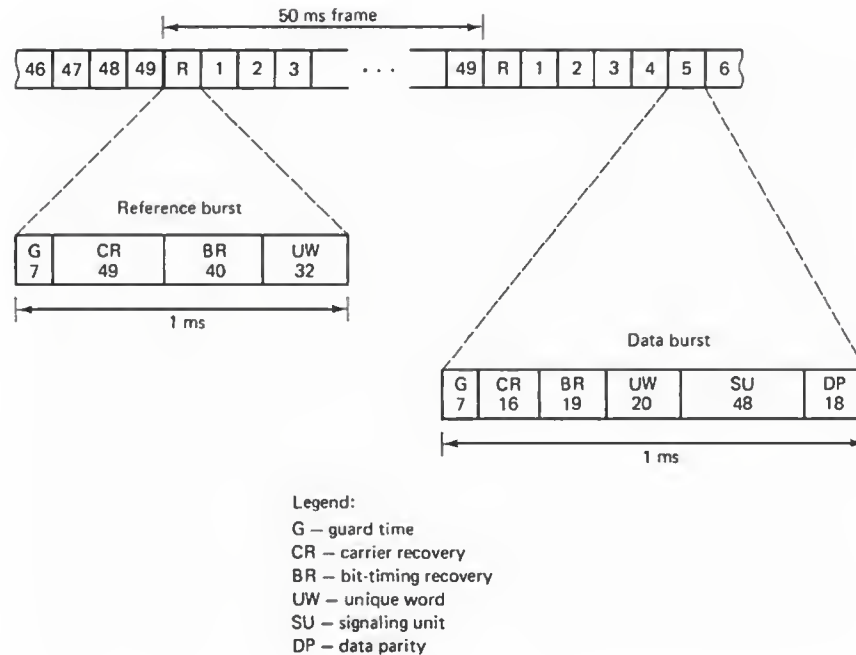 50 ms frame
46 47 48 49 R 1 2 3 ... 49 R 1 2 3 4 5 6
Reference burst
G CR BR UW
7 49 40 32
1 ms
Data burst
G CR BR UW SU DP
7 16 19 20 48 18
1 ms
Legend:
G — guard time
CR — carrier recovery
BR — bit-timing recovery
UW — unique word
SU — signaling unit
DP — data parity